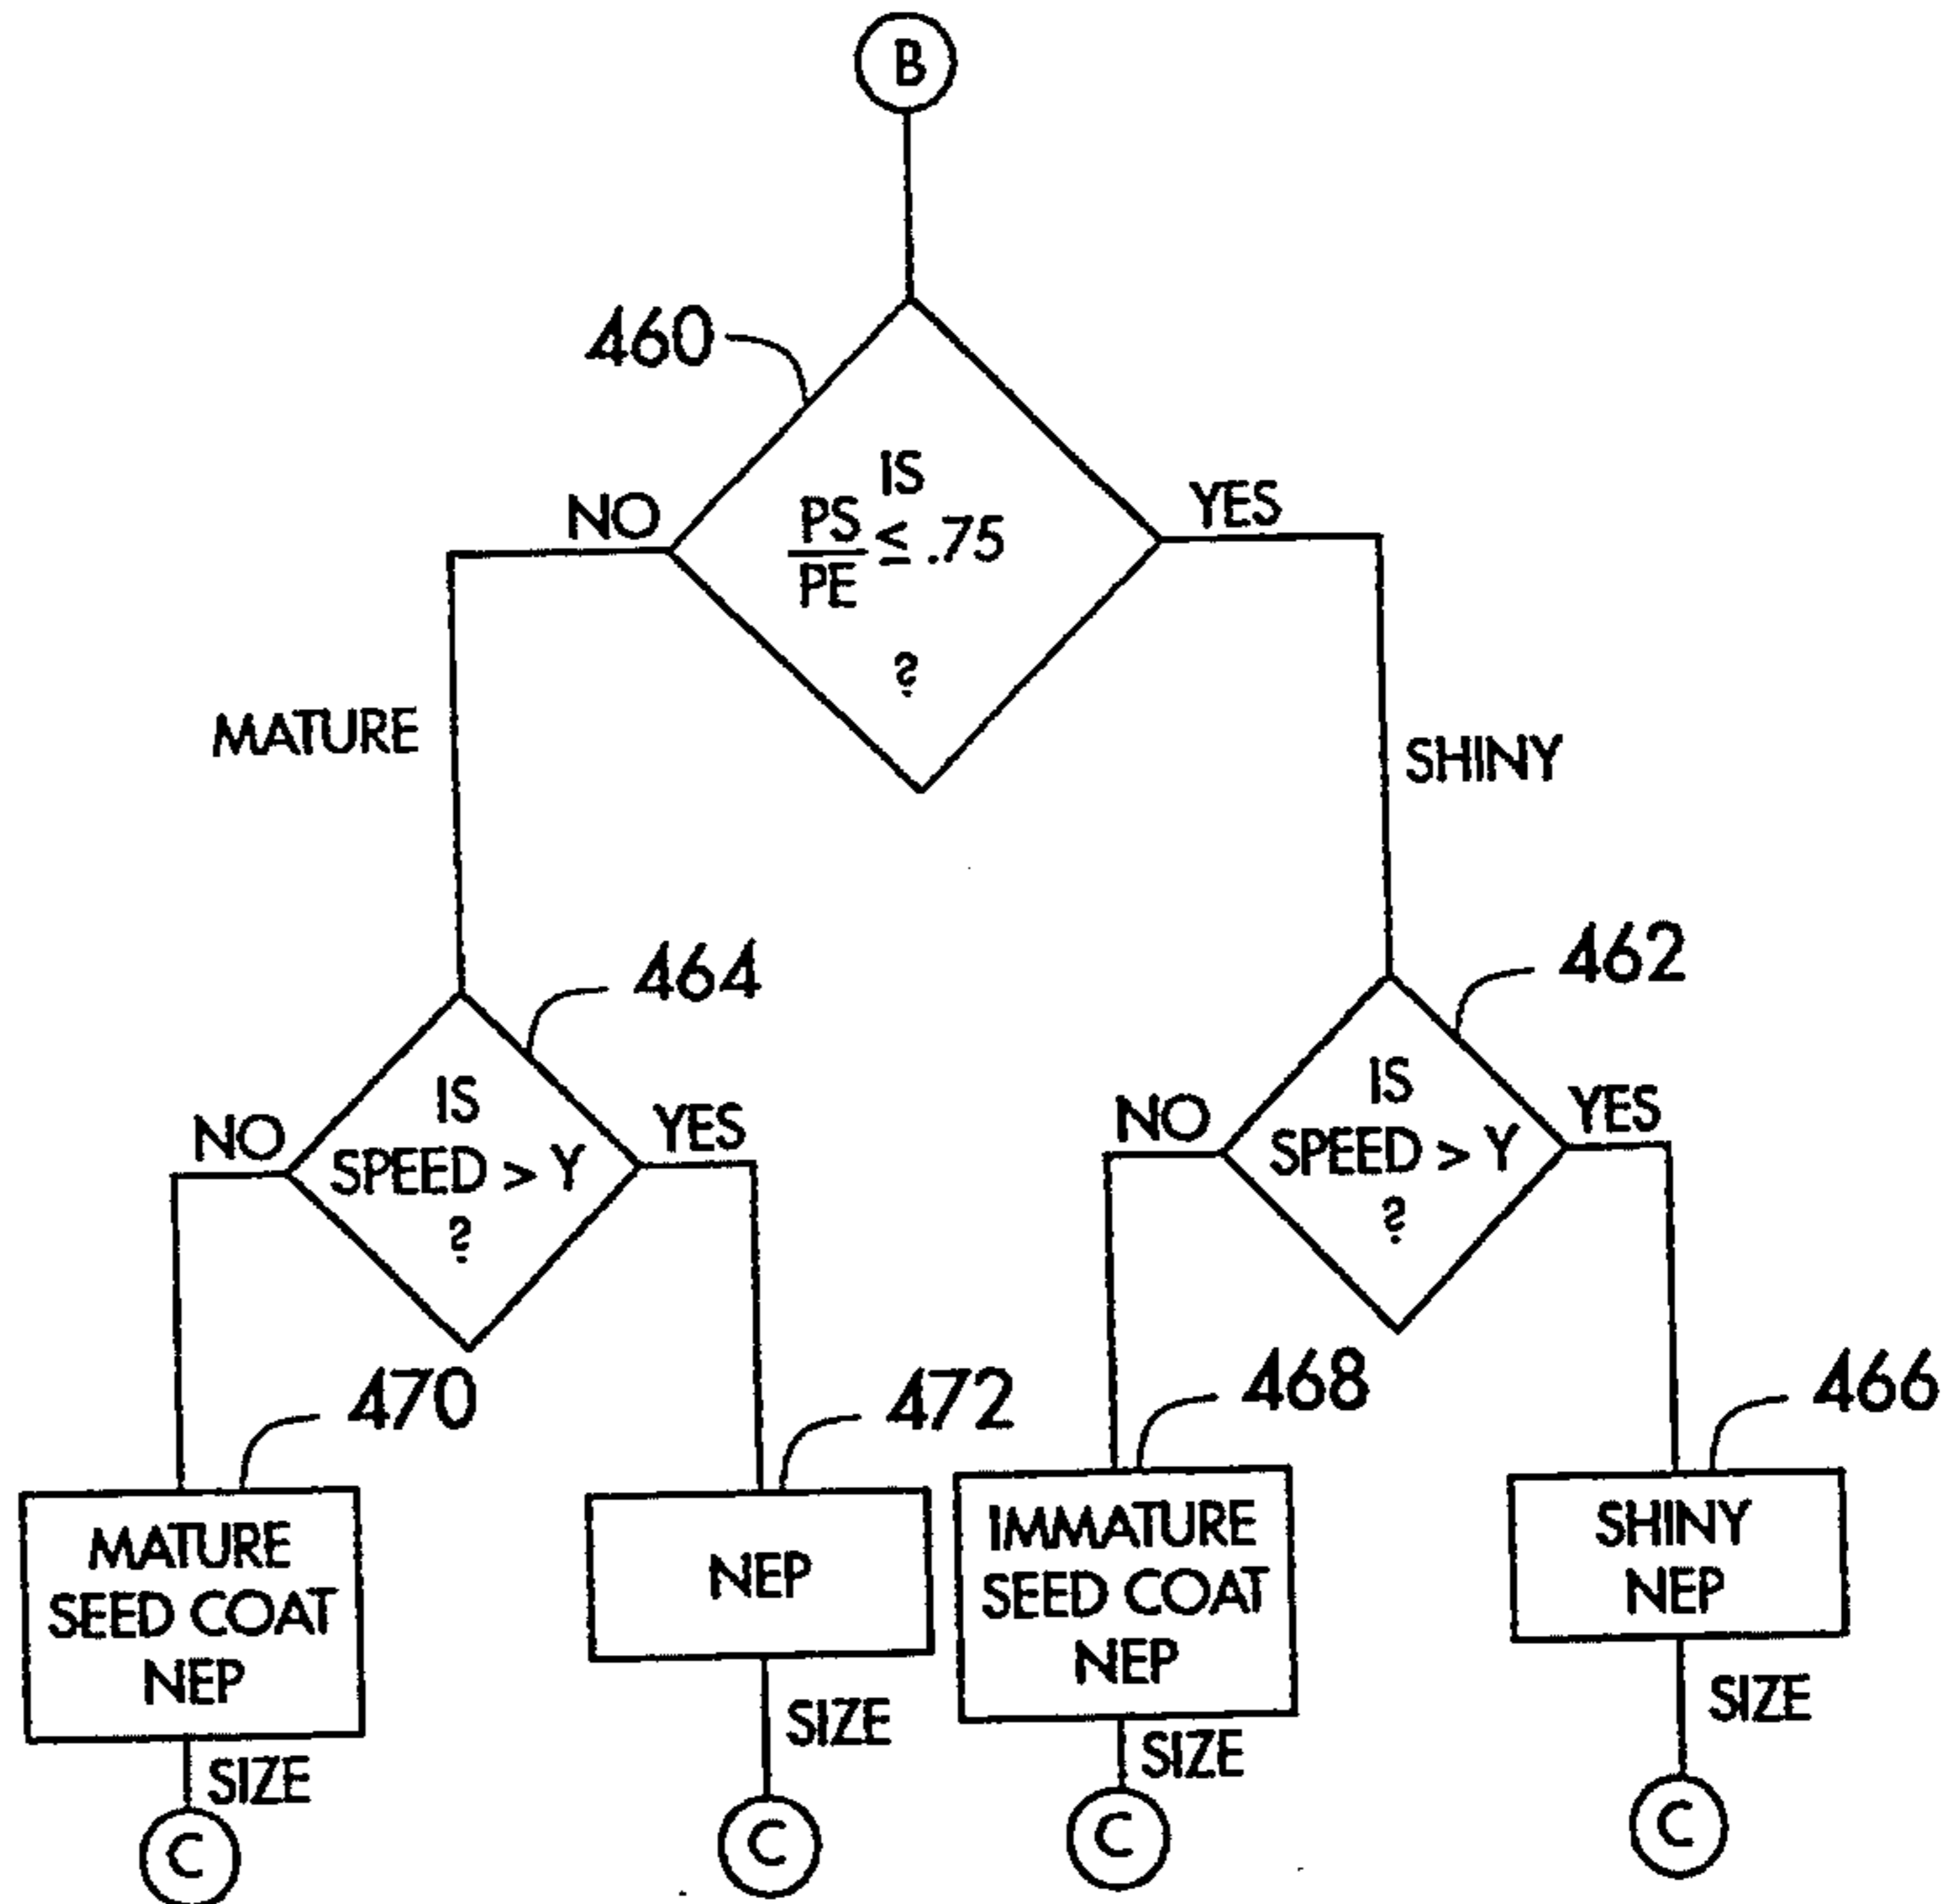 B
460
IS
PS
PE
≤ .75
?
NO
YES
MATURE
SHINY
464
IS
SPEED > Y
?
NO
YES
462
IS
SPEED > Y
?
NO
YES
470
MATURE
SEED COAT
NEP
SIZE
C
472
NEP
SIZE
C
468
IMMATURE
SEED COAT
NEP
SIZE
C
466
SHINY
NEP
SIZE
C